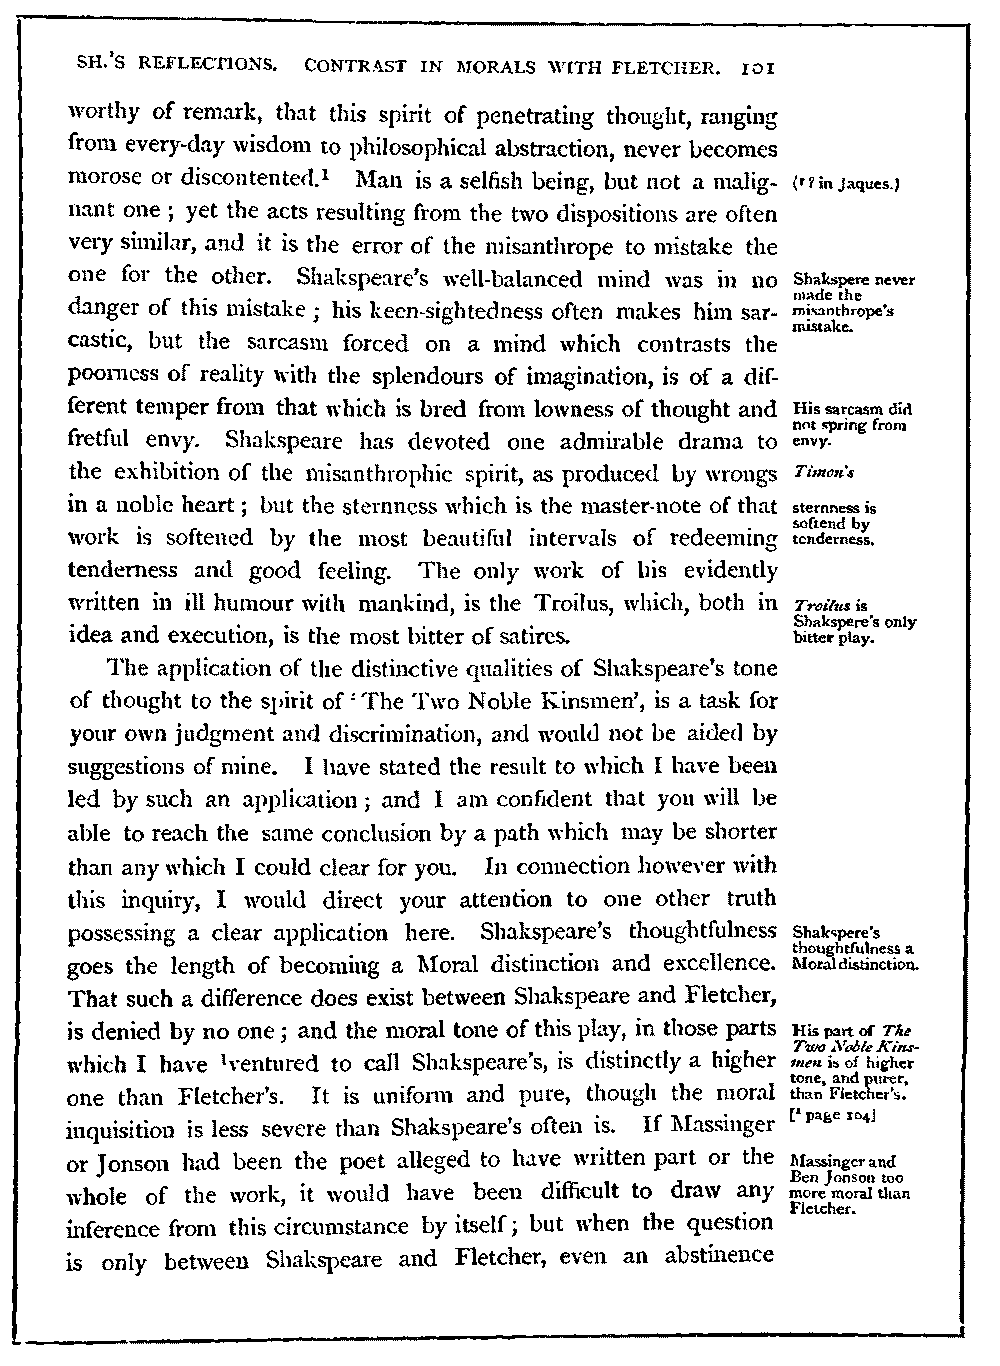 SH.'S REFLECTIONS. CONTRAST IN MORALS WITH FLETCHER. 101
worthy of remark, that this spirit of penetrating thought, ranging
from every-day wisdom to philosophical abstraction, never becomes
morose or discontented.¹ Man is a selfish being, but not a malig-
(¹ ? in Jaques.)
nant one ; yet the acts resulting from the two dispositions are often
very similar, and it is the error of the misanthrope to mistake the
one for the other. Shakspeare's well-balanced mind was in no
danger of this mistake ; his keen-sightedness often makes him sar-
castic, but the sarcasm forced on a mind which contrasts the
Shakspere never
made the
misanthrope's
mistake.
poorness of reality with the splendours of imagination, is of a dif-
ferent temper from that which is bred from lowness of thought and
fretful envy. Shakspeare has devoted one admirable drama to
His sarcasm did
not spring from
envy.
the exhibition of the misanthrophic spirit, as produced by wrongs
Timon's
in a noble heart ; but the sternness which is the master-note of that
work is softened by the most beautiful intervals of redeeming
sternness is
softend by
tenderness.
tenderness and good feeling. The only work of his evidently
written in ill humour with mankind, is the Troilus, which, both in
idea and execution, is the most bitter of satires.
Troilus is
Shakspere's only
bitter play.
The application of the distinctive qualities of Shakspeare's tone
of thought to the spirit of 'The Two Noble Kinsmen', is a task for
your own judgment and discrimination, and would not be aided by
suggestions of mine. I have stated the result to which I have been
led by such an application ; and I am confident that you will be
able to reach the same conclusion by a path which may be shorter
than any which I could clear for you. In connection however with
this inquiry, I would direct your attention to one other truth
possessing a clear application here. Shakspeare's thoughtfulness
goes the length of becoming a Moral distinction and excellence.
Shakspere's
thoughtfulness a
Moral distinction.
That such a difference does exist between Shakspeare and Fletcher,
is denied by no one ; and the moral tone of this play, in those parts
which I have ¹ventured to call Shakspeare's, is distinctly a higher
one than Fletcher's. It is uniform and pure, though the moral
inquisition is less severe than Shakspeare's often is. If Massinger
His part of The
Two Noble Kins-
men is of higher
tone, and purer,
than Fletcher's.
[¹ page 104]
or Jonson had been the poet alleged to have written part or the
whole of the work, it would have been difficult to draw any
inference from this circumstance by itself ; but when the question
Massinger and
Ben Jonson too
more moral than
Fletcher.
is only between Shakspeare and Fletcher, even an abstinence